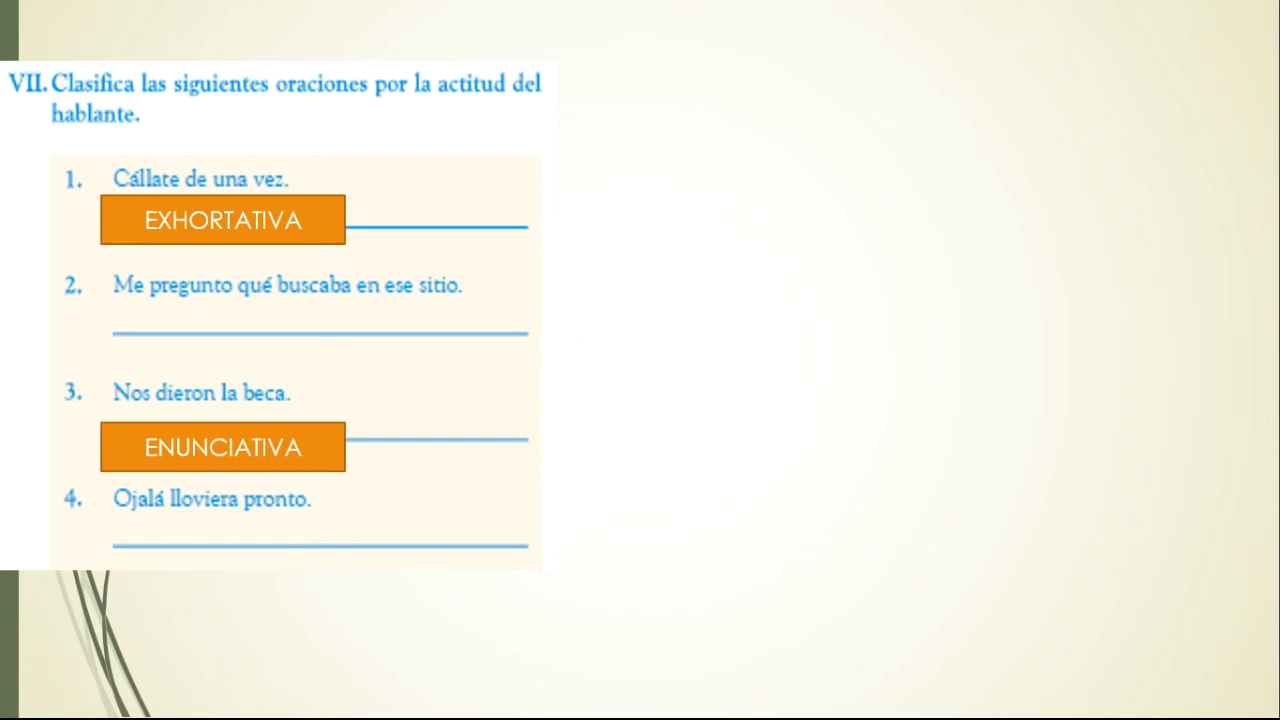 VII. Clasifica las siguientes oraciones por la actitud del
hablante.
1. Cállate de una vez.
EXHORTATIVA
2. Me pregunto qué buscaba en ese sitio.
3. Nos dieron la beca.
ENUNCIATIVA
4. Ojalá lloviera pronto.